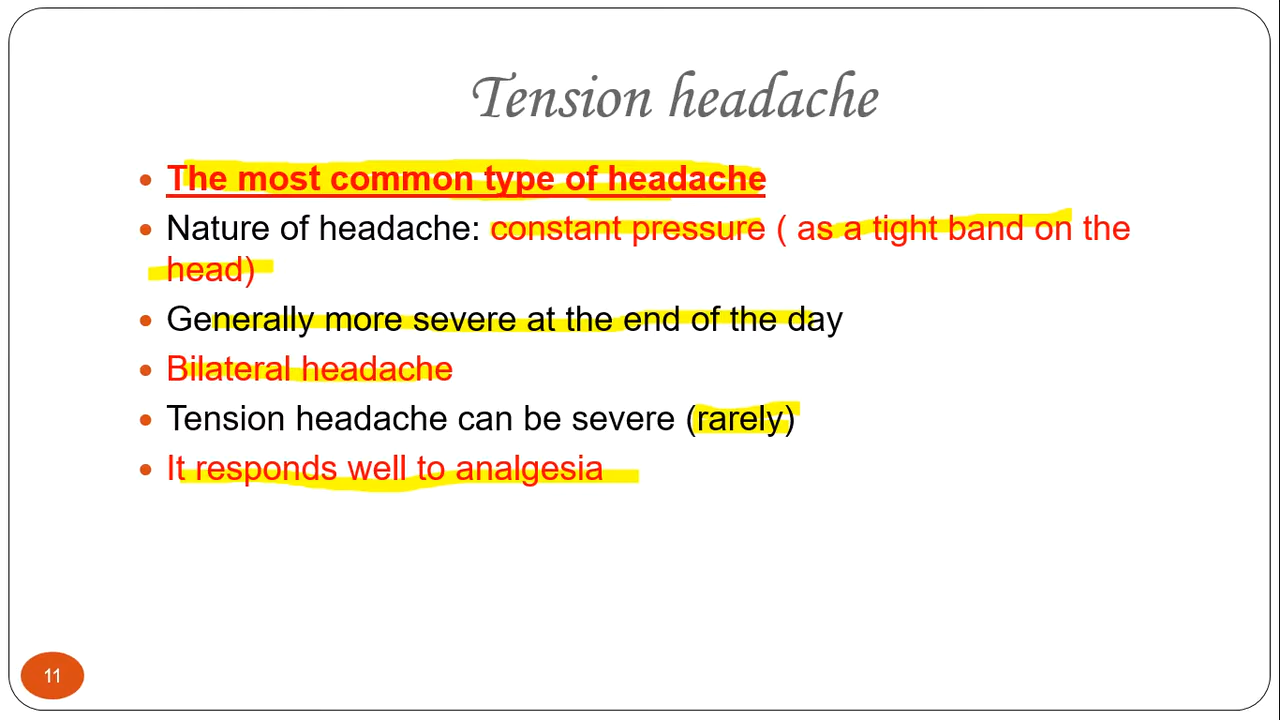 Tension headache
• The most common type of headache
• Nature of headache: constant pressure ( as a tight band on the
head)
• Generally more severe at the end of the day
• Bilateral headache
• Tension headache can be severe (rarely)
• It responds well to analgesia
11